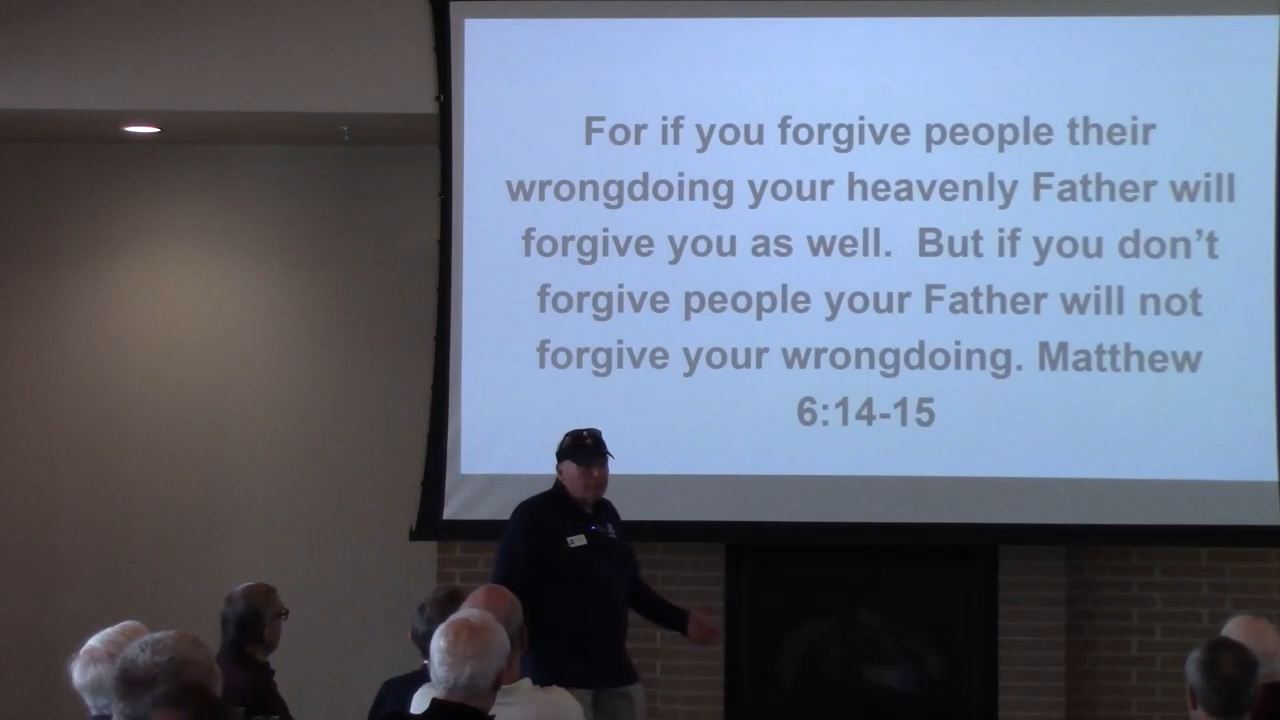 For if you forgive people their
wrongdoing your heavenly Father will
forgive you as well.  But if you don’t
forgive people your Father will not
forgive your wrongdoing. Matthew
6:14-15